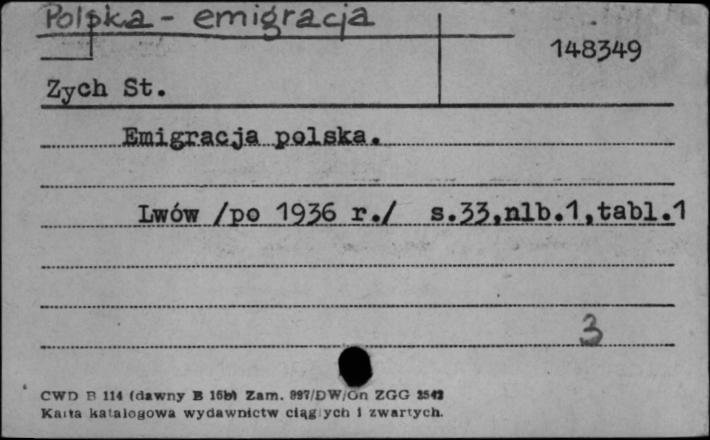 Polska - emigracja
148349
Zych St.
Emigracja polska.
Lwów /po 1936 r./ s.33,nlb.1,tabl.1
3
CWD B 114 (dawny B 16b) Zam. 897/DW/On ZGG 2542
Karta katalogowa wydawnictw ciągłych i zwartych.